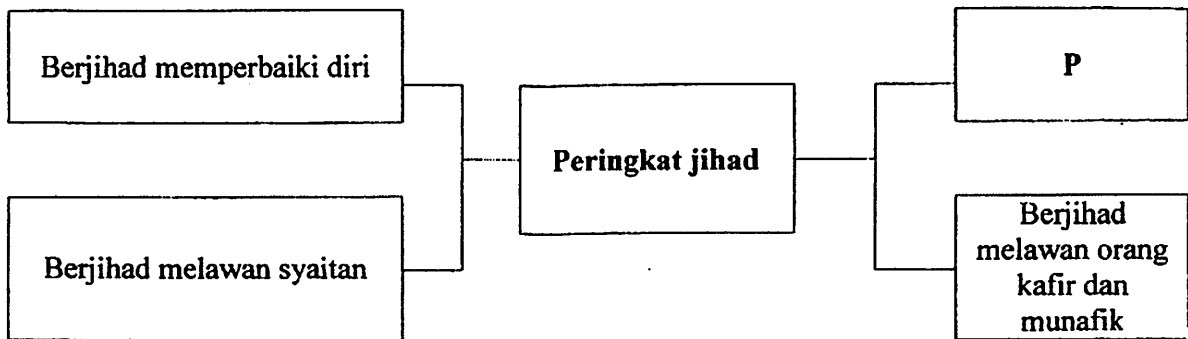 Berjihad memperbaiki diri
P
Peringkat jihad
Berjihad melawan syaitan
Berjihad
melawan orang
kafir dan
munafik